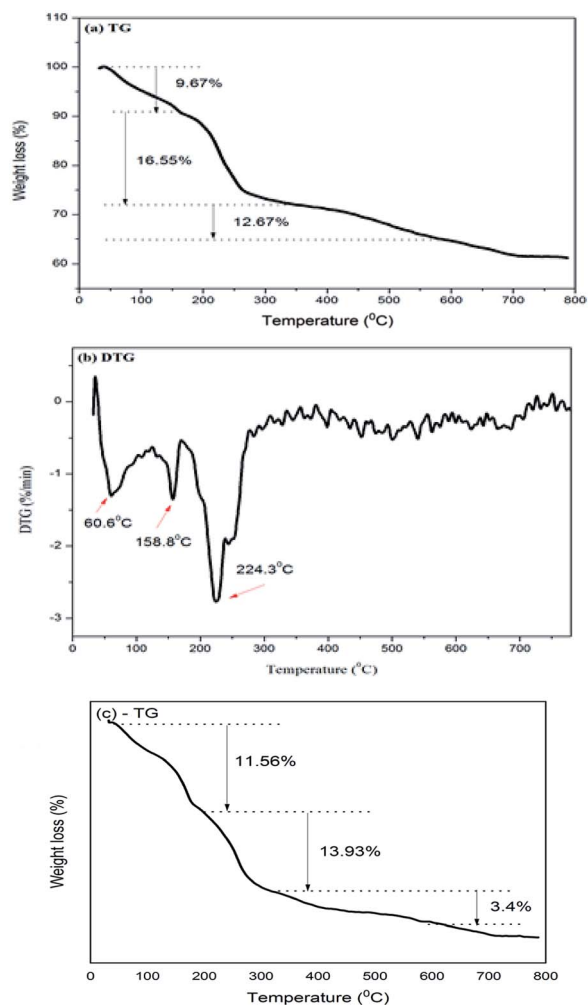 (a) TG
110
100
90
80
70
60
9.67%
16.55%
12.67%
Weight loss (%)
0 100 200 300 400 500 600 700 800
Temperature (°C)
(b) DTG
0
-1
-2
-3
60.6°C
158.8°C
224.3°C
DTG (%/min)
0 100 200 300 400 500 600 700
Temperature (°C)
(c) - TG
11.56%
13.93%
3.4%
Weight loss (%)
0 100 200 300 400 500 600 700 800
Temperature (°C)